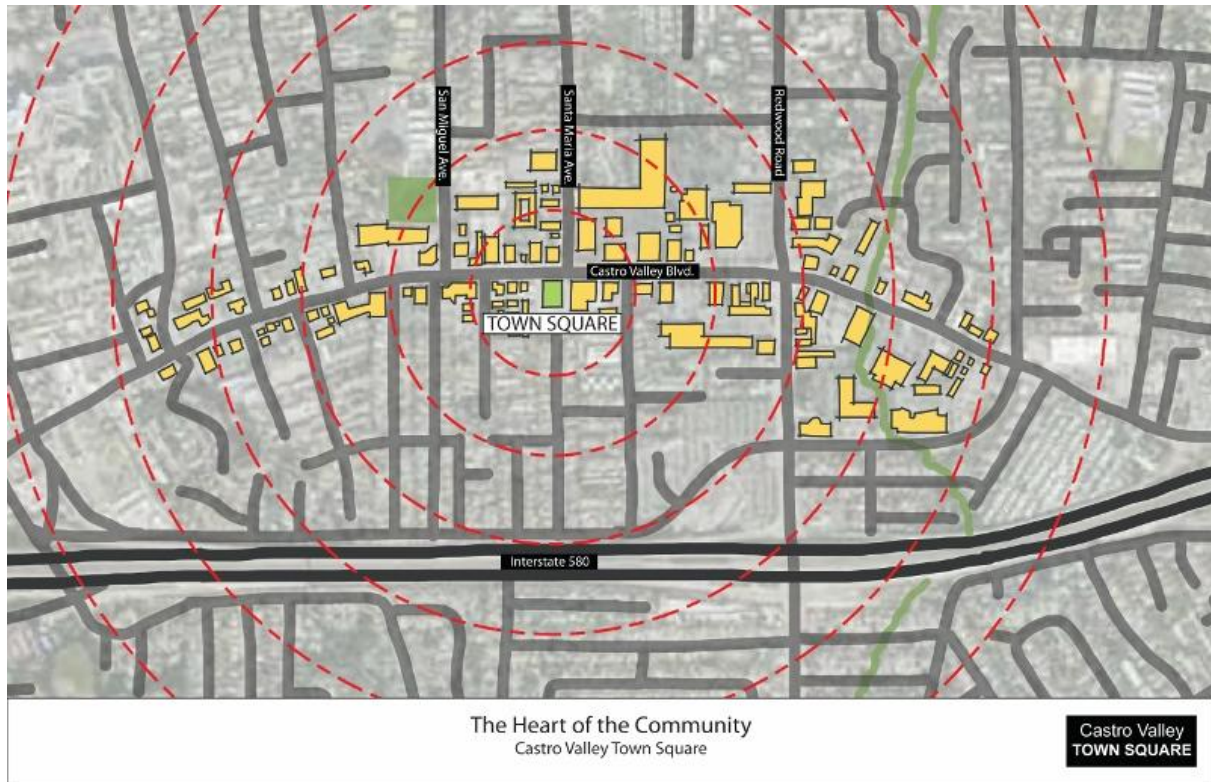 San Miguel Ave.
Santa Maria Ave.
Redwood Road
Castro Valley Blvd.
TOWN SQUARE
Interstate 580
The Heart of the Community
Castro Valley Town Square
Castro Valley
TOWN SQUARE